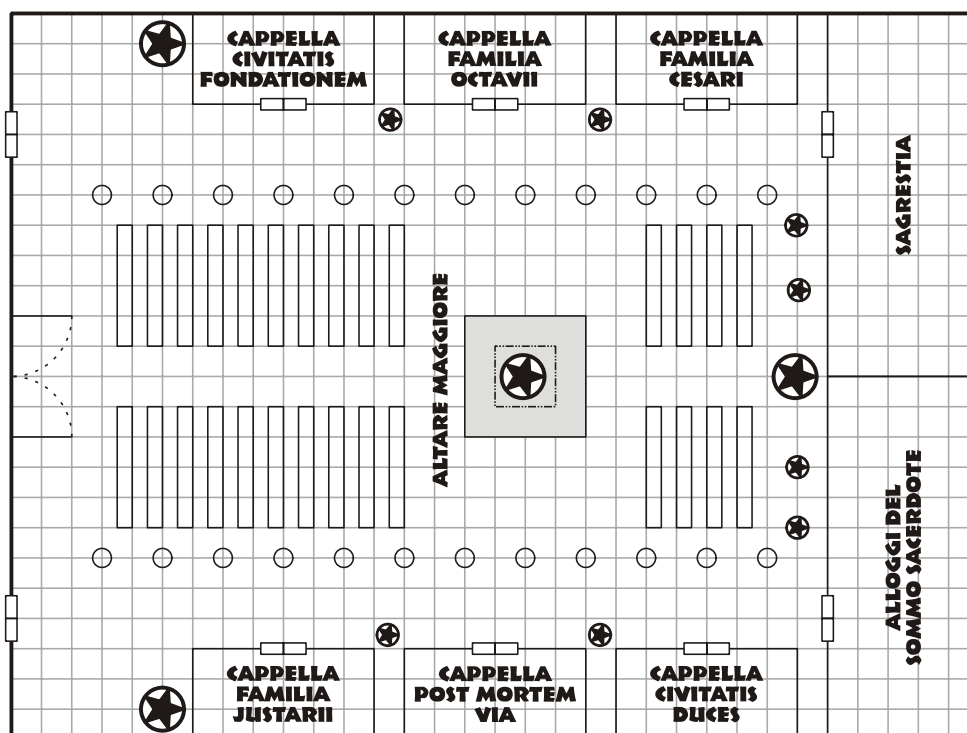 CAPPELLA
CIVITATIS
FONDATIONEM
CAPPELLA
FAMILIA
OCTAVII
CAPPELLA
FAMILIA
CESARI
SAGRESTIA
ALTARE MAGGIORE
ALLOGGI DEL
SOMMO SACERDOTE
CAPPELLA
FAMILIA
JUSTARII
CAPPELLA
POST MORTEM
VIA
CAPPELLA
CIVITATIS
DUCES